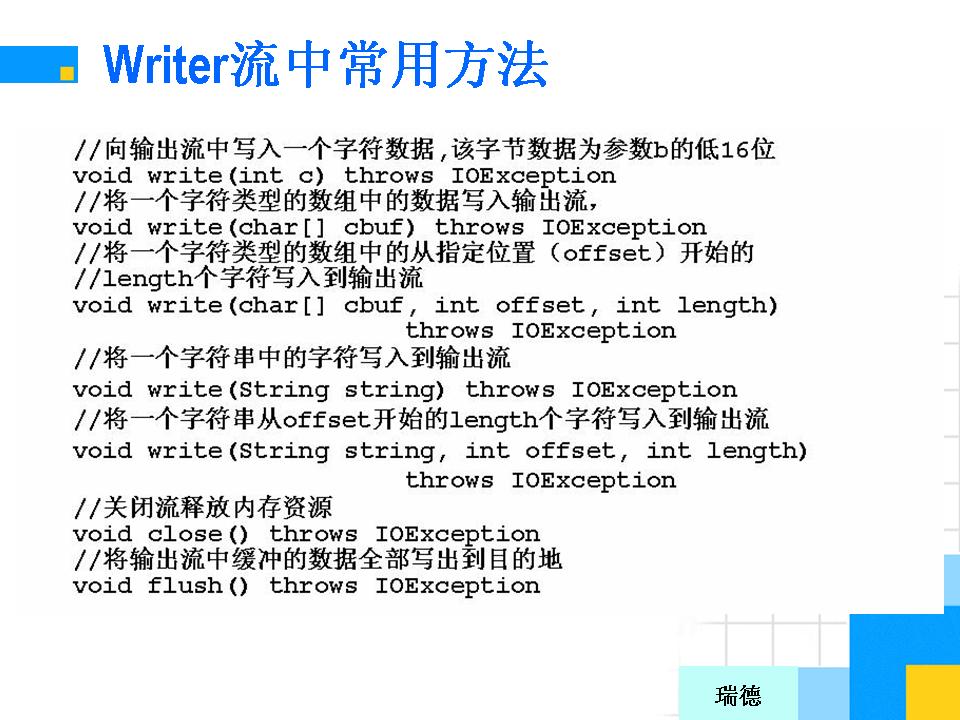 Writer流中常用方法
//向输出流中写入一个字符数据,该字节数据为参数b的低16位
void write(int c) throws IOException
//将一个字符类型的数组中的数据写入输出流,
void write(char[] cbuf) throws IOException
//将一个字符类型的数组中的从指定位置（offset）开始的
//length个字符写入到输出流
void write(char[] cbuf, int offset, int length)
throws IOException
//将一个字符串中的字符写入到输出流
void write(String string) throws IOException
//将一个字符串从offset开始的length个字符写入到输出流
void write(String string, int offset, int length)
throws IOException
//关闭流释放内存资源
void close() throws IOException
//将输出流中缓冲的数据全部写出到目的地
void flush() throws IOException
瑞德